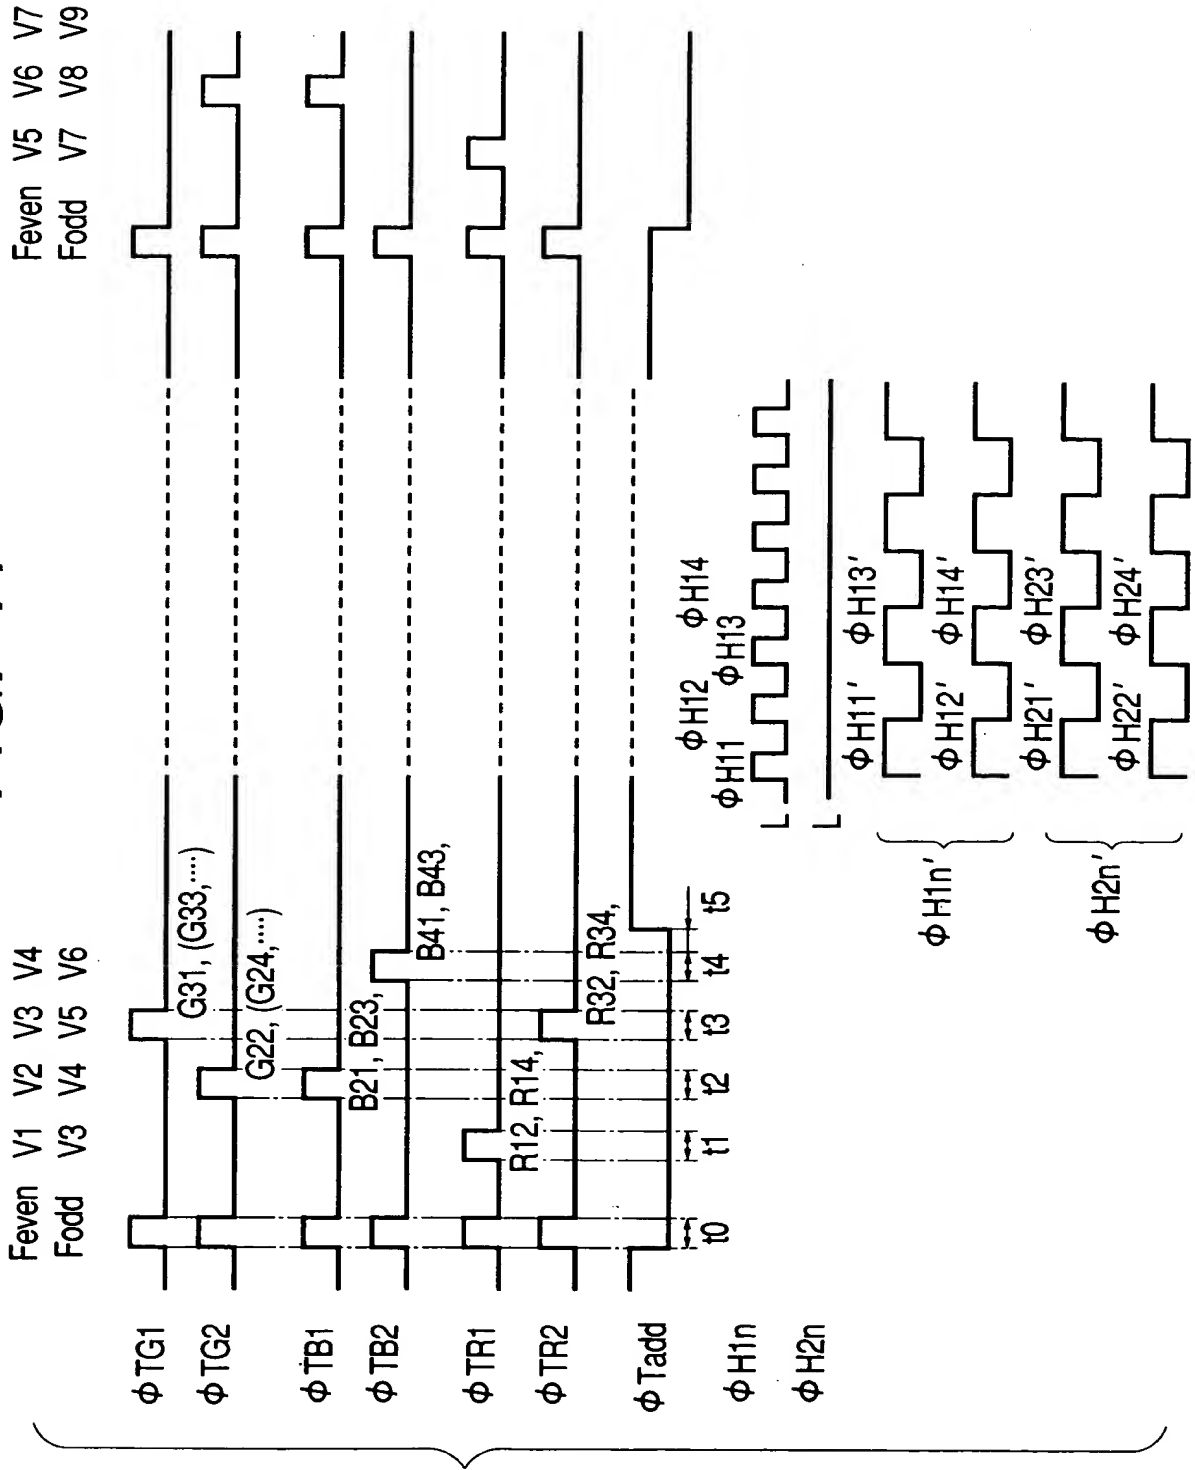 Feven V1 V2 V3 V4
Fodd V3 V4 V5 V6
Feven V5 V6 V7
Fodd V7 V8 V9
φTG1
G31, (G33,····)
φTG2
G22, (G24,····)
φTB1
B21, B23,
φTB2
B41, B43,
φTR1
R12, R14,
φTR2
R32, R34,
φTadd
t0 t1 t2 t3 t4 t5
φH1n
L
φH11 φH12 φH13 φH14
φH2n
L
φH1n'
φH11' φH13'
φH12' φH14'
φH2n'
φH21' φH23'
φH22' φH24'